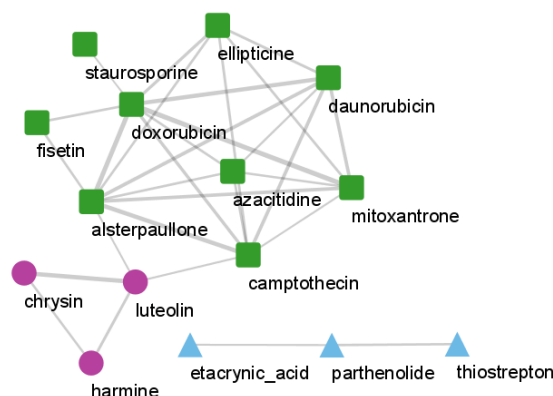 ellipticine
staurosporine
daunorubicin
doxorubicin
fisetin
azacitidine
mitoxantrone
alsterpaullone
camptothecin
chrysin
luteolin
etacrynic_acid
parthenolide
thiostrepton
harmine